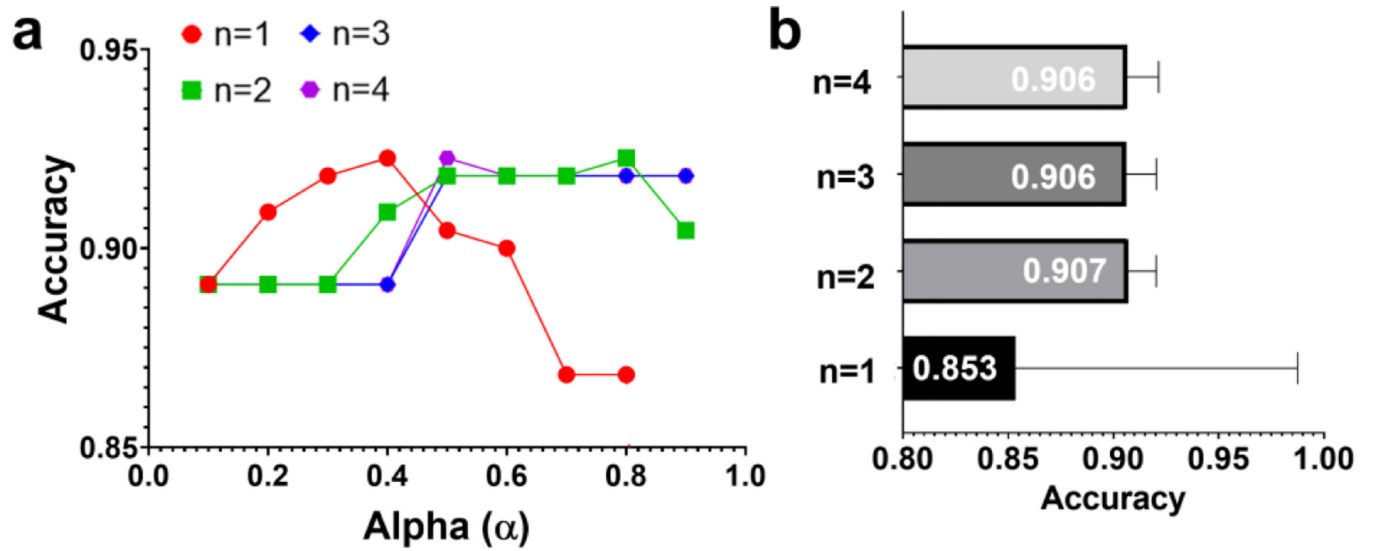 a
n=1 n=3
n=2 n=4
0.95
0.90
0.85
Accuracy
0.0 0.2 0.4 0.6 0.8 1.0
Alpha (α)
b
n=4 0.906
n=3 0.906
n=2 0.907
n=1 0.853
0.80 0.85 0.90 0.95 1.00
Accuracy